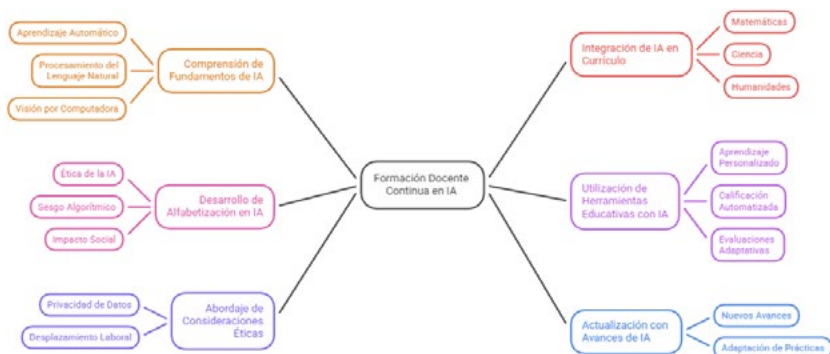 Aprendizaje Automático
Procesamiento del
Lenguaje Natural
Visión por Computadora
Comprensión de
Fundamentos de IA
Ética de la IA
Sesgo Algorítmico
Impacto Social
Desarrollo de
Alfabetización en IA
Privacidad de Datos
Desplazamiento Laboral
Abordaje de
Consideraciones
Éticas
Formación Docente
Continua en IA
Integración de IA en
Currículo
Matemáticas
Ciencia
Humanidades
Utilización de
Herramientas
Educativas con IA
Aprendizaje
Personalizado
Calificación
Automatizada
Evaluaciones
Adaptativas
Actualización con
Avances de IA
Nuevos Avances
Adaptación de Prácticas